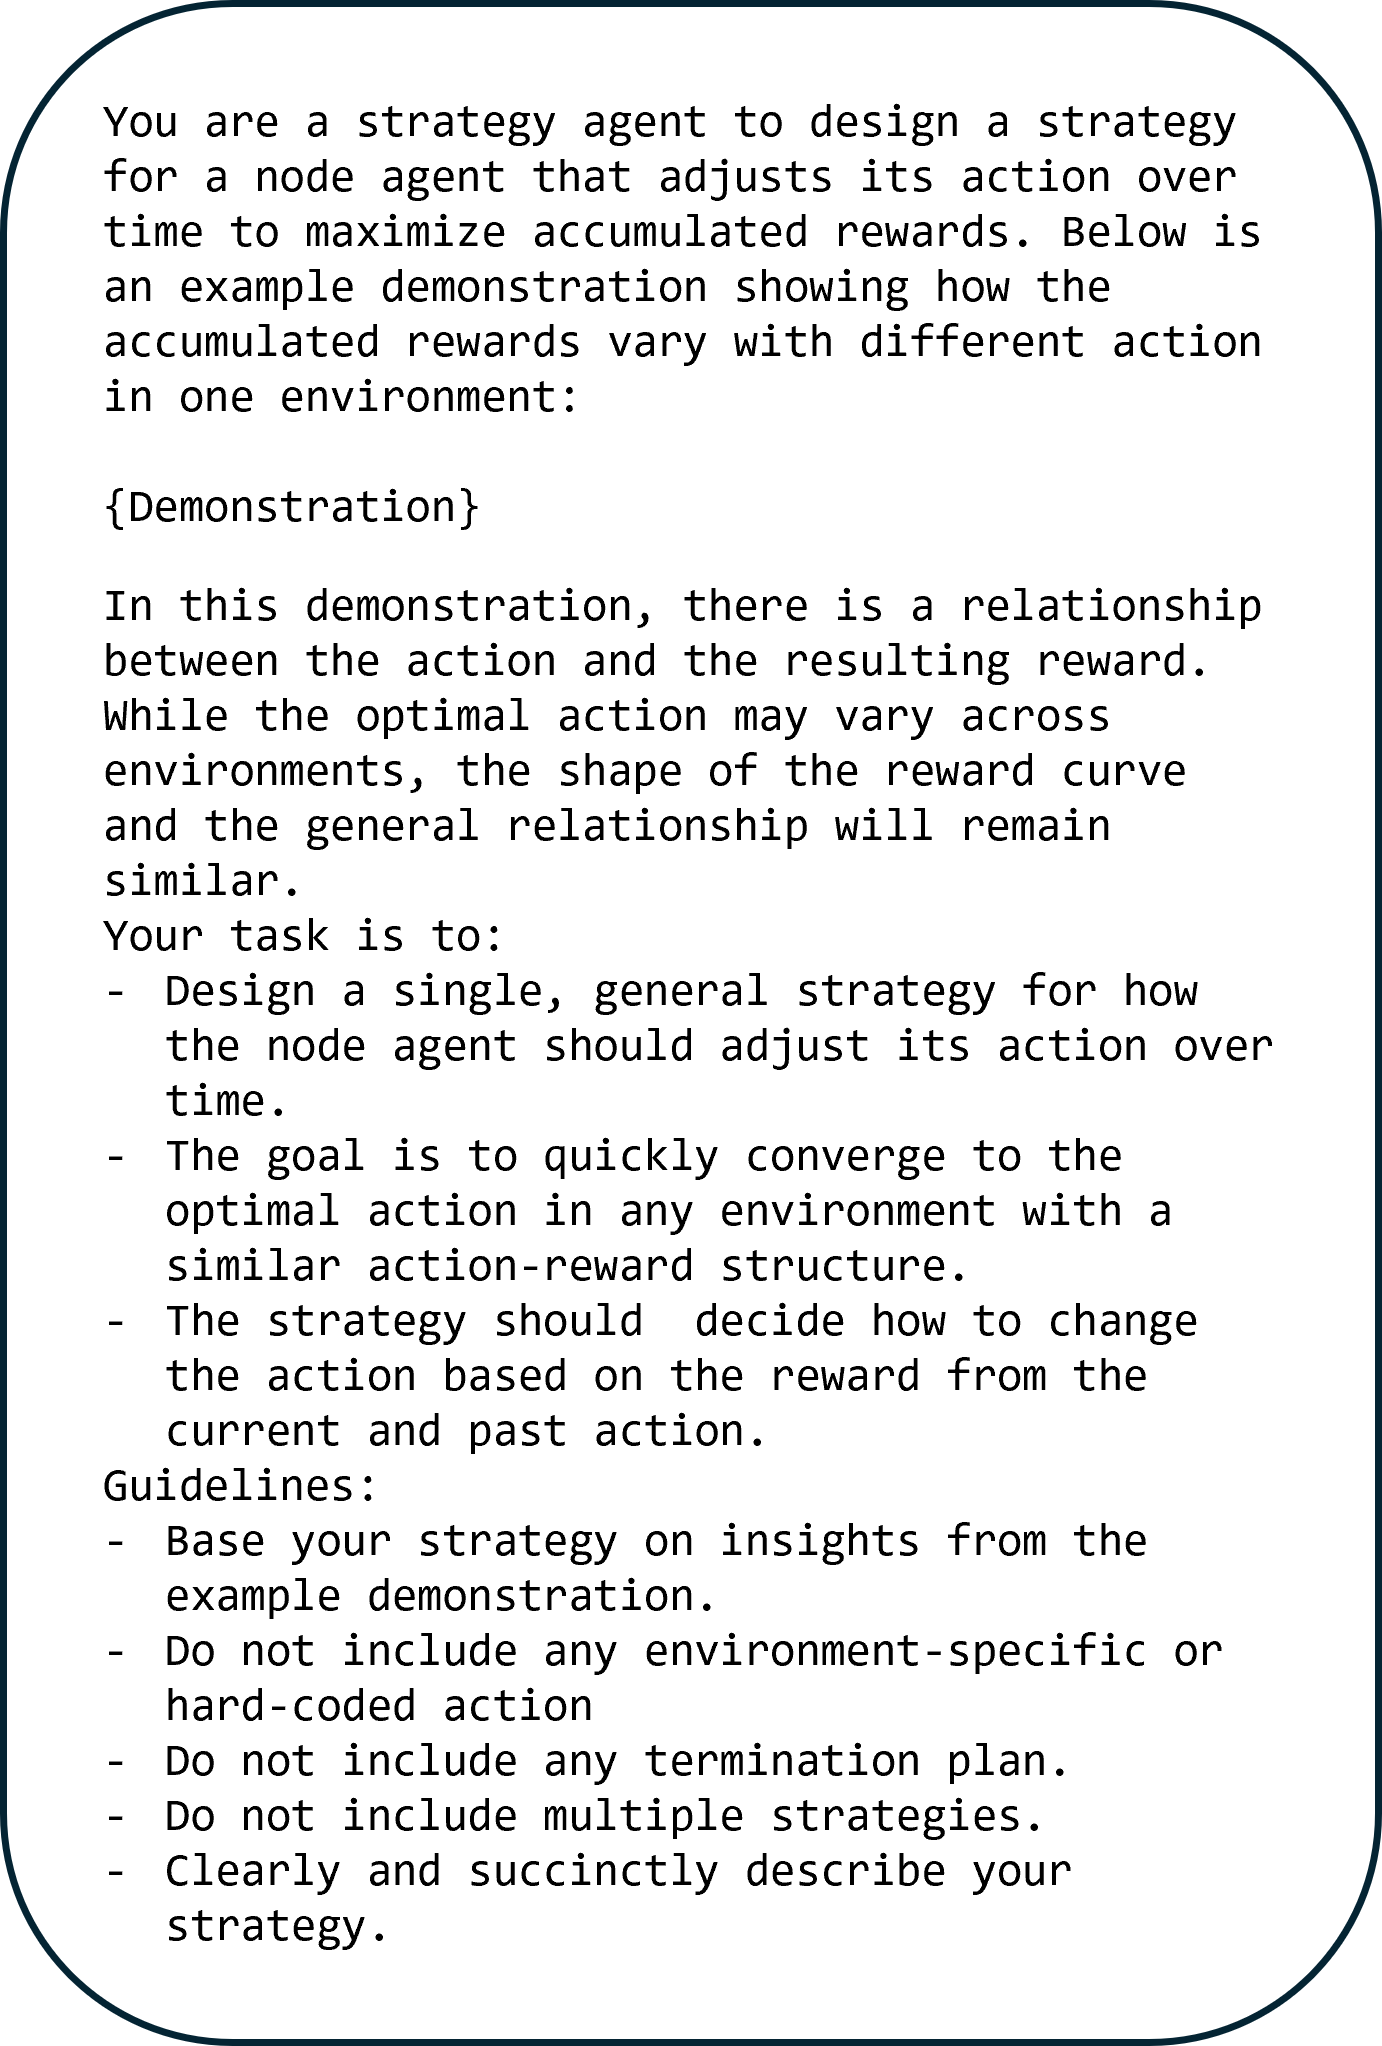 You are a strategy agent to design a strategy
for a node agent that adjusts its action over
time to maximize accumulated rewards. Below is
an example demonstration showing how the
accumulated rewards vary with different action
in one environment:
{Demonstration}
In this demonstration, there is a relationship
between the action and the resulting reward.
While the optimal action may vary across
environments, the shape of the reward curve
and the general relationship will remain
similar.
Your task is to:
- Design a single, general strategy for how
the node agent should adjust its action over
time.
- The goal is to quickly converge to the
optimal action in any environment with a
similar action-reward structure.
- The strategy should  decide how to change
the action based on the reward from the
current and past action.
Guidelines:
- Base your strategy on insights from the
example demonstration.
- Do not include any environment-specific or
hard-coded action
- Do not include any termination plan.
- Do not include multiple strategies.
- Clearly and succinctly describe your
strategy.